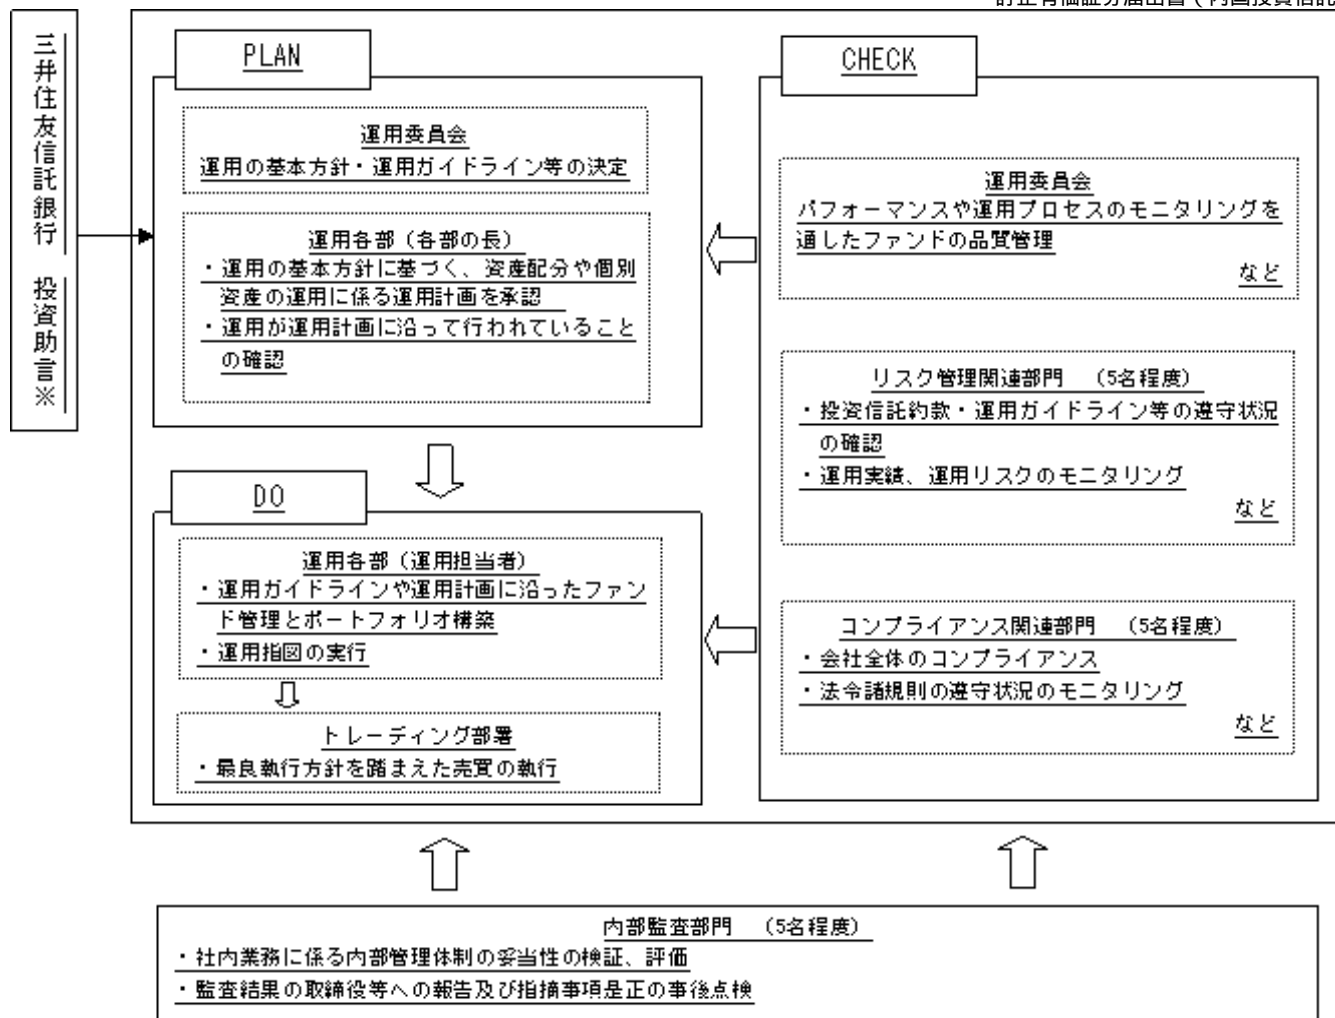 三井住友信託銀行 投資助言※
PLAN
運用委員会
運用の基本方針・運用ガイドライン等の決定
運用各部（各部の長）
・運用の基本方針に基づく、資産配分や個別
資産の運用に係る運用計画を承認
・運用が運用計画に沿って行われていること
の確認
DO
運用各部（運用担当者）
・運用ガイドラインや運用計画に沿ったファン
ド管理とポートフォリオ構築
・運用指図の実行
トレーディング部署
・最良執行方針を踏まえた売買の執行
CHECK
運用委員会
パフォーマンスや運用プロセスのモニタリングを
通したファンドの品質管理
など
リスク管理関連部門　（5名程度）
・投資信託約款・運用ガイドライン等の遵守状況
の確認
・運用実績、運用リスクのモニタリング
など
コンプライアンス関連部門　（5名程度）
・会社全体のコンプライアンス
・法令諸規則の遵守状況のモニタリング
など
内部監査部門　（5名程度）
・社内業務に係る内部管理体制の妥当性の検証、評価
・監査結果の取締役等への報告及び指摘事項是正の事後点検